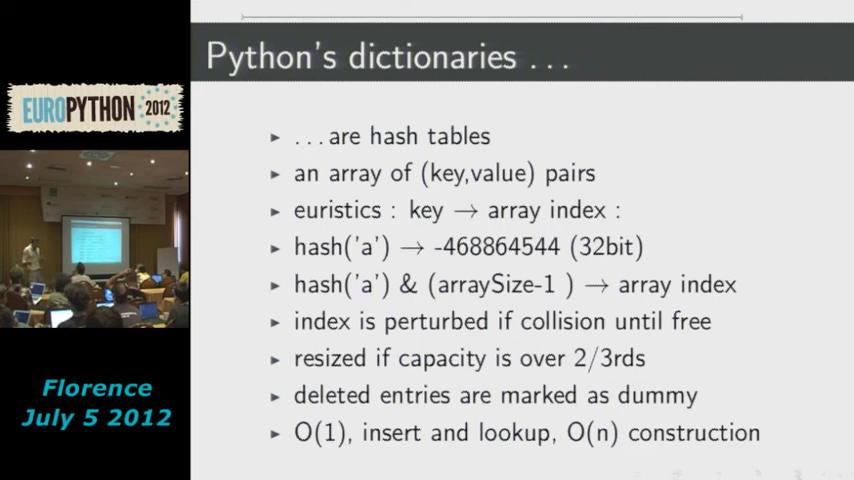 Python's dictionaries . . .
EUROPYTHON 2012
. . . are hash tables
an array of (key,value) pairs
euristics : key → array index :
hash('a') → -468864544 (32bit)
hash('a') & (arraySize-1 ) → array index
index is perturbed if collision until free
resized if capacity is over 2/3rds
deleted entries are marked as dummy
O(1), insert and lookup, O(n) construction
Florence
July 5 2012